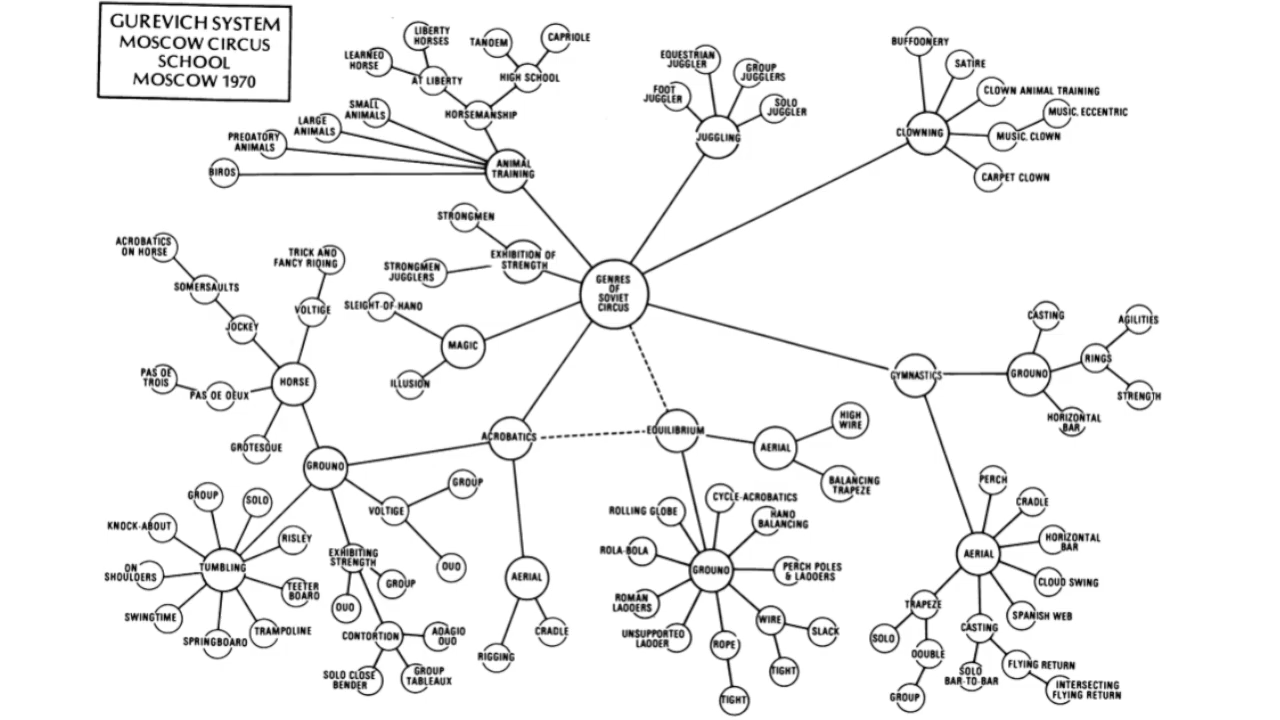 GUREVICH SYSTEM
MOSCOW CIRCUS
SCHOOL
MOSCOW 1970
LIBERTY
HORSES
TANDEM
CAPRIOLE
LEARNED
HORSE
AT LIBERTY
HIGH SCHOOL
SMALL
ANIMALS
HORSEMANSHIP
LARGE
ANIMALS
PREDATORY
ANIMALS
BIRDS
ANIMAL
TRAINING
EQUESTRIAN
JUGGLER
GROUP
JUGGLERS
FOOT
JUGGLER
SOLO
JUGGLER
JUGGLING
BUFFOONERY
SATIRE
CLOWN ANIMAL TRAINING
MUSIC. ECCENTRIC
CLOWNING
MUSIC. CLOWN
CARPET CLOWN
STRONGMEN
EXHIBITION OF
STRENGTH
STRONGMEN
JUGGLERS
GENRES
OF
SOVIET
CIRCUS
SLEIGHT-OF-HAND
MAGIC
ILLUSION
ACROBATICS
ON HORSE
TRICK AND
FANCY RIDING
SOMERSAULTS
VOLTIGE
JOCKEY
PAS DE
TROIS
PAS DE DEUX
HORSE
GROTESQUE
CASTING
AGILITIES
GYMNASTICS
GROUND
RINGS
STRENGTH
HORIZONTAL
BAR
ACROBATICS
EQUILIBRIUM
AERIAL
HIGH
WIRE
BALANCING
TRAPEZE
GROUND
GROUP
SOLO
KNOCK-ABOUT
RISLEY
ON
SHOULDERS
TUMBLING
TEETER
BOARD
SWINGTIME
SPRINGBOARD
TRAMPOLINE
VOLTIGE
GROUP
DUO
EXHIBITING
STRENGTH
GROUP
DUO
CONTORTION
ADAGIO
DUO
SOLO CLOSE
BENDER
GROUP
TABLEAUX
AERIAL
CRADLE
RIGGING
ROLLING GLOBE
CYCLE-ACROBATICS
HAND
BALANCING
ROLA-BOLA
GROUND
PERCH POLES
& LADDERS
ROMAN
LADDERS
UNSUPPORTED
LADDER
ROPE
TIGHT
WIRE
SLACK
TIGHT
PERCH
CRADLE
HORIZONTAL
BAR
AERIAL
CLOUD SWING
SPANISH WEB
TRAPEZE
SOLO
DOUBLE
GROUP
CASTING
SOLO
BAR-TO-BAR
FLYING RETURN
INTERSECTING
FLYING RETURN